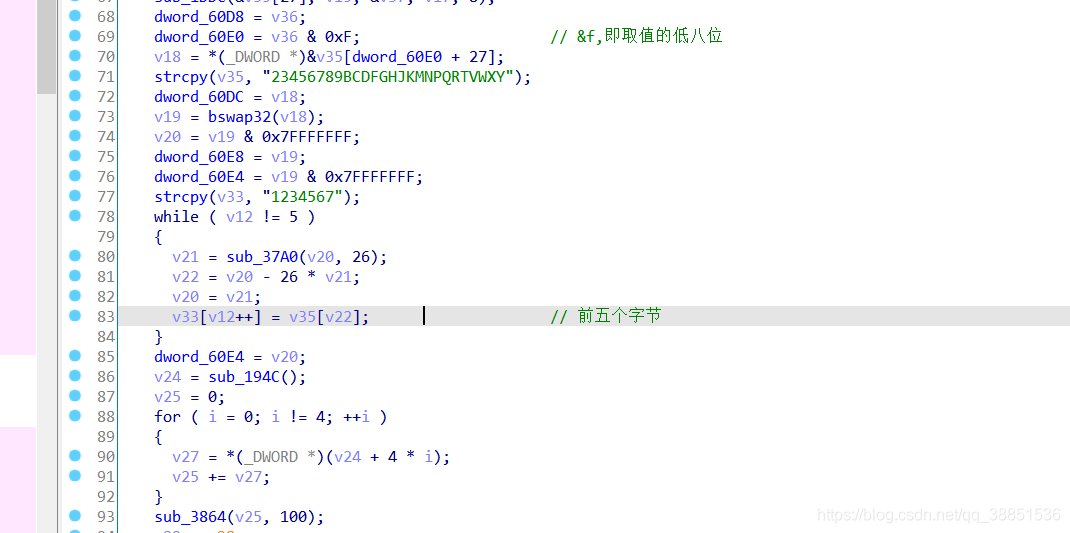 68 dword_60D8 = v36;
69 dword_60E0 = v36 & 0xF; // &f,即取值的低八位
70 v18 = *(_DWORD *)&v35[dword_60E0 + 27];
71 strcpy(v35, "23456789BCDFGHJKMNPQRTVWXY");
72 dword_60DC = v18;
73 v19 = bswap32(v18);
74 v20 = v19 & 0x7FFFFFFF;
75 dword_60E8 = v19;
76 dword_60E4 = v19 & 0x7FFFFFFF;
77 strcpy(v33, "1234567");
78 while ( v12 != 5 )
79 {
80 v21 = sub_37A0(v20, 26);
81 v22 = v20 - 26 * v21;
82 v20 = v21;
83 v33[v12++] = v35[v22]; // 前五个字节
84 }
85 dword_60E4 = v20;
86 v24 = sub_194C();
87 v25 = 0;
88 for ( i = 0; i != 4; ++i )
89 {
90 v27 = *(_DWORD *)(v24 + 4 * i);
91 v25 += v27;
92 }
93 sub_3864(v25, 100);
https://blog.csdn.net/qq_38851536